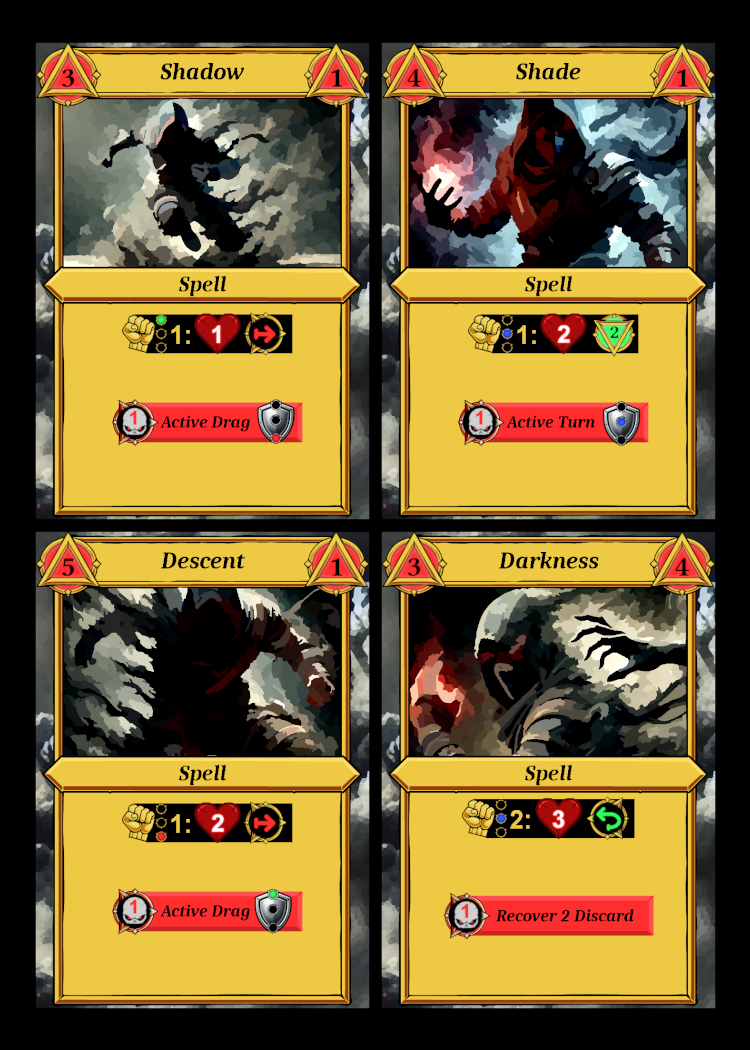 3 Shadow 1
Spell
1: 1
1 Active Drag
4 Shade 1
Spell
1: 2 2
1 Active Turn
5 Descent 1
Spell
1: 2
1 Active Drag
3 Darkness 4
Spell
2: 3
1 Recover 2 Discard